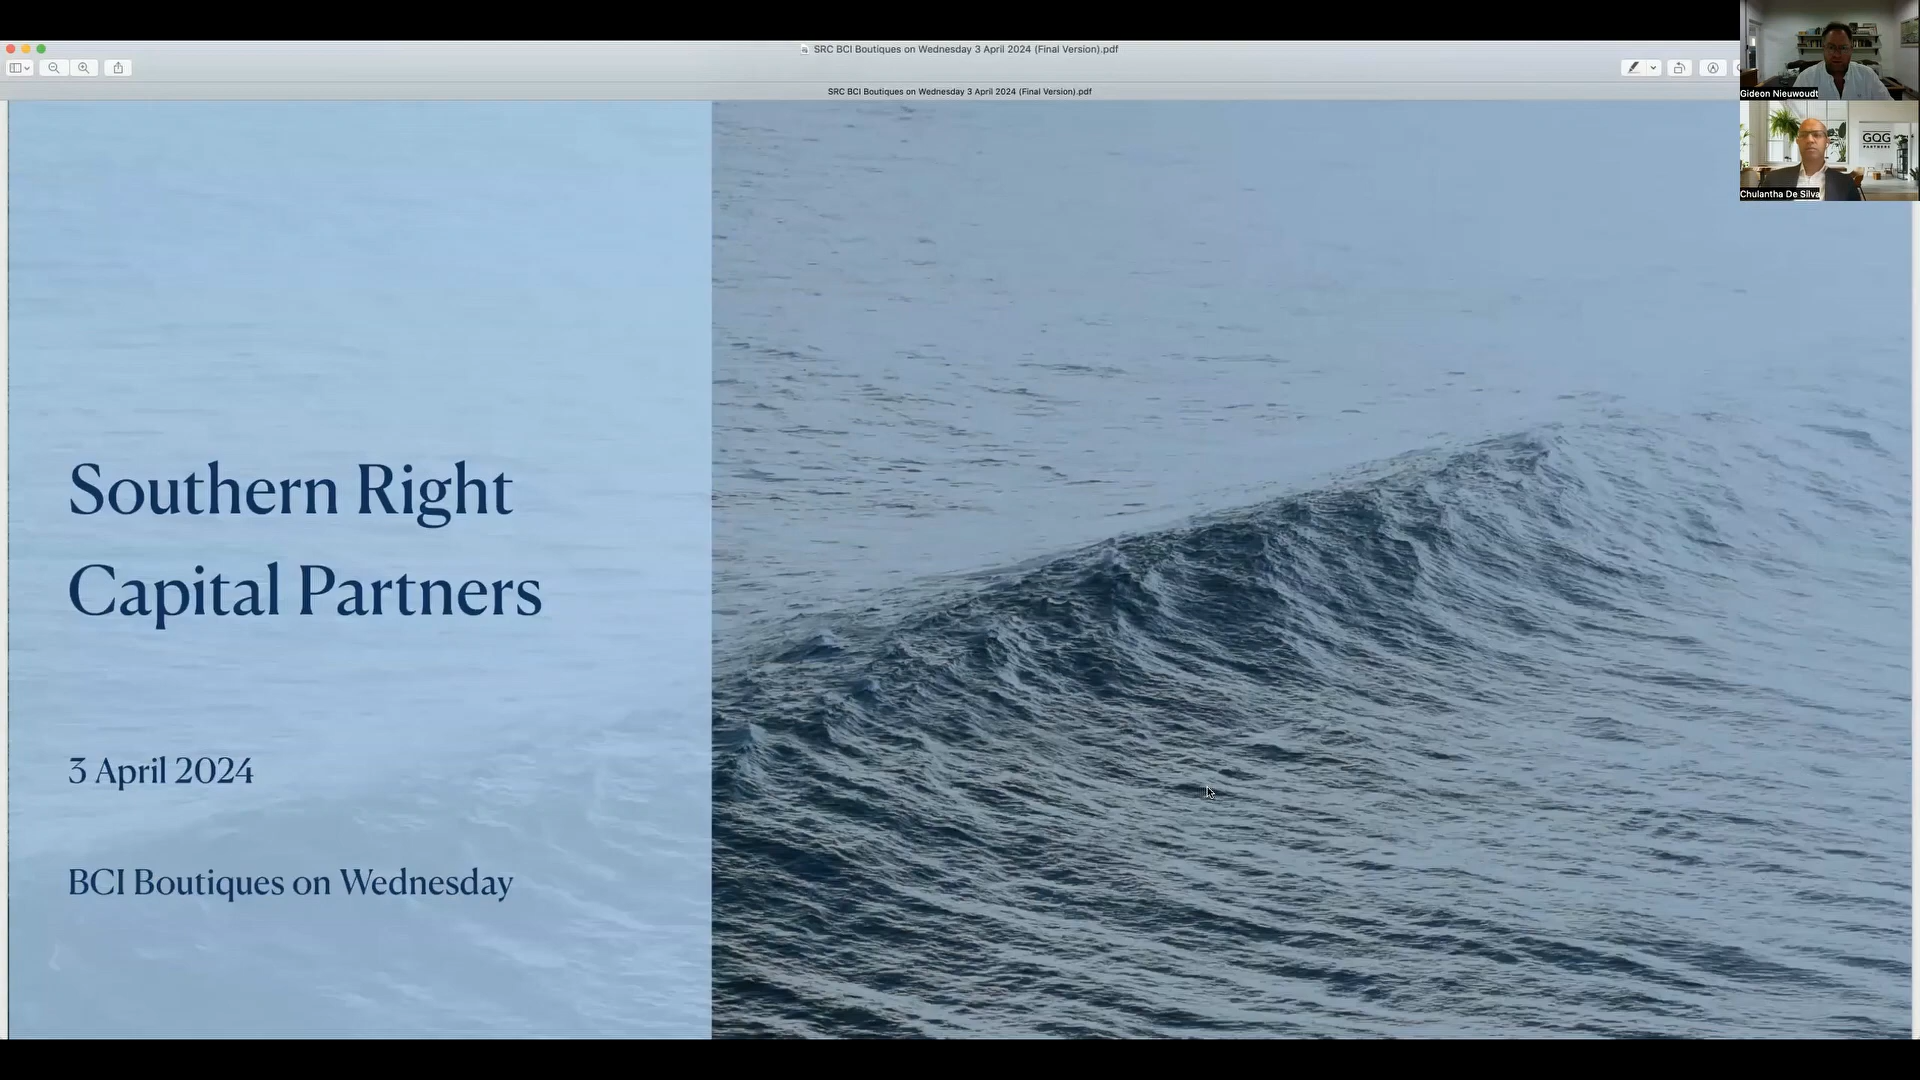 SRC BCI Boutiques on Wednesday 3 April 2024 (Final Version).pdf
SRC BCI Boutiques on Wednesday 3 April 2024 (Final Version).pdf
Gideon Nieuwoudt
GQG
PARTNERS
Chulantha De Silva
Southern Right
Capital Partners
3 April 2024
BCI Boutiques on Wednesday